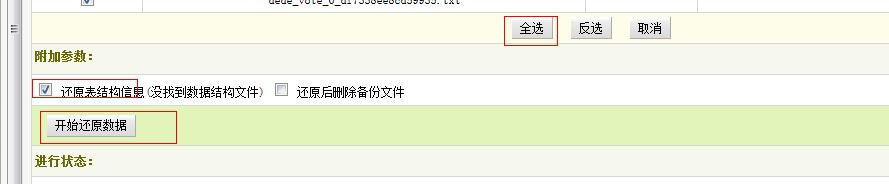 全选 反选 取消
附加参数：
还原表结构信息(没找到数据结构文件) 还原后删除备份文件
开始还原数据
进行状态：